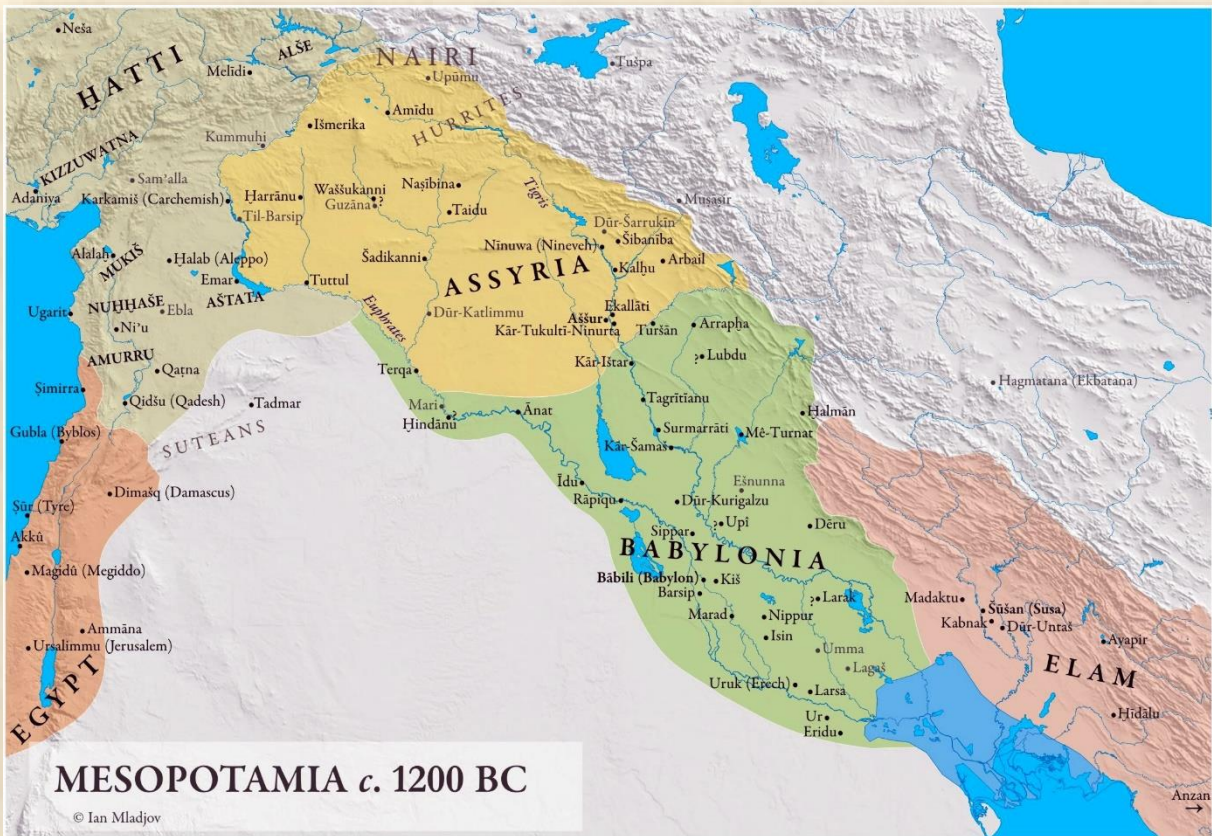 Neša
ḪATTI
ALŠE
NAIRI
Melīdi
Upūmu
Tušpa
Amīdu
Išmerika
HURRITES
KIZZUWATNA
Kummuhi
Adaniya
Sam'alla
Karkamiš (Carchemish)
Ḫarrānu
Waššukanni
?
Guzāna
Naṣibina
Taidu
Tigris
Muṣaṣir
Til-Barsip
Dūr-Šarrukīn
Šibanība
Nīnuwa (Nineveh)
Alalaḫ
MUKIŠ
Ḫalab (Aleppo)
Šadikanni
Kalḫu
Arbail
ASSYRIA
Emar
Tuttul
NUḪḪAŠE
AŠTATA
Ugarit
Ebla
Euphrates
Dūr-Katlimmu
Ekallāti
Aššur
Ni'u
Kār-Tukultī-Ninurta
Turšān
Arrapḫa
AMURRU
Qaṭna
Terqa
Kār-Ištar
?
Lubdu
Ṣimirra
Hagmatana (Ekbatana)
Qidšu (Qadesh)
Tadmar
Mari
?
Ḫindānu
Ānat
Tagrītianu
Ḫalmān
SUTEANS
Gubla (Byblos)
Surmarrāti
Mê-Turnat
Kār-Šamaš
Dimašq (Damascus)
Īdu
Rāpiqu
Dūr-Kurigalzu
Ešnunna
Ṣūr (Tyre)
?
Upî
Dēru
Akkû
Sippar
BABYLONIA
Magidû (Megiddo)
Bābili (Babylon)
Kiš
Barsip
?
Larak
Madaktu
Šūšan (Susa)
Marad
Nippur
Kabnak
Dūr-Untaš
Ammāna
Isin
Ayapir
Ursalimmu (Jerusalem)
Umma
Lagaš
ELAM
EGYPT
Uruk (Erech)
Larsa
Ḫīdālu
Ur
Eridu
MESOPOTAMIA c. 1200 BC
© Ian Mladjov
Anzan
→